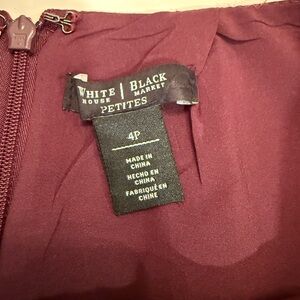 WHITE | BLACK
HOUSE | MARKET
PETITES
4P
MADE IN
CHINA
HECHO EN
CHINA
FABRIQUÉ EN
CHINE